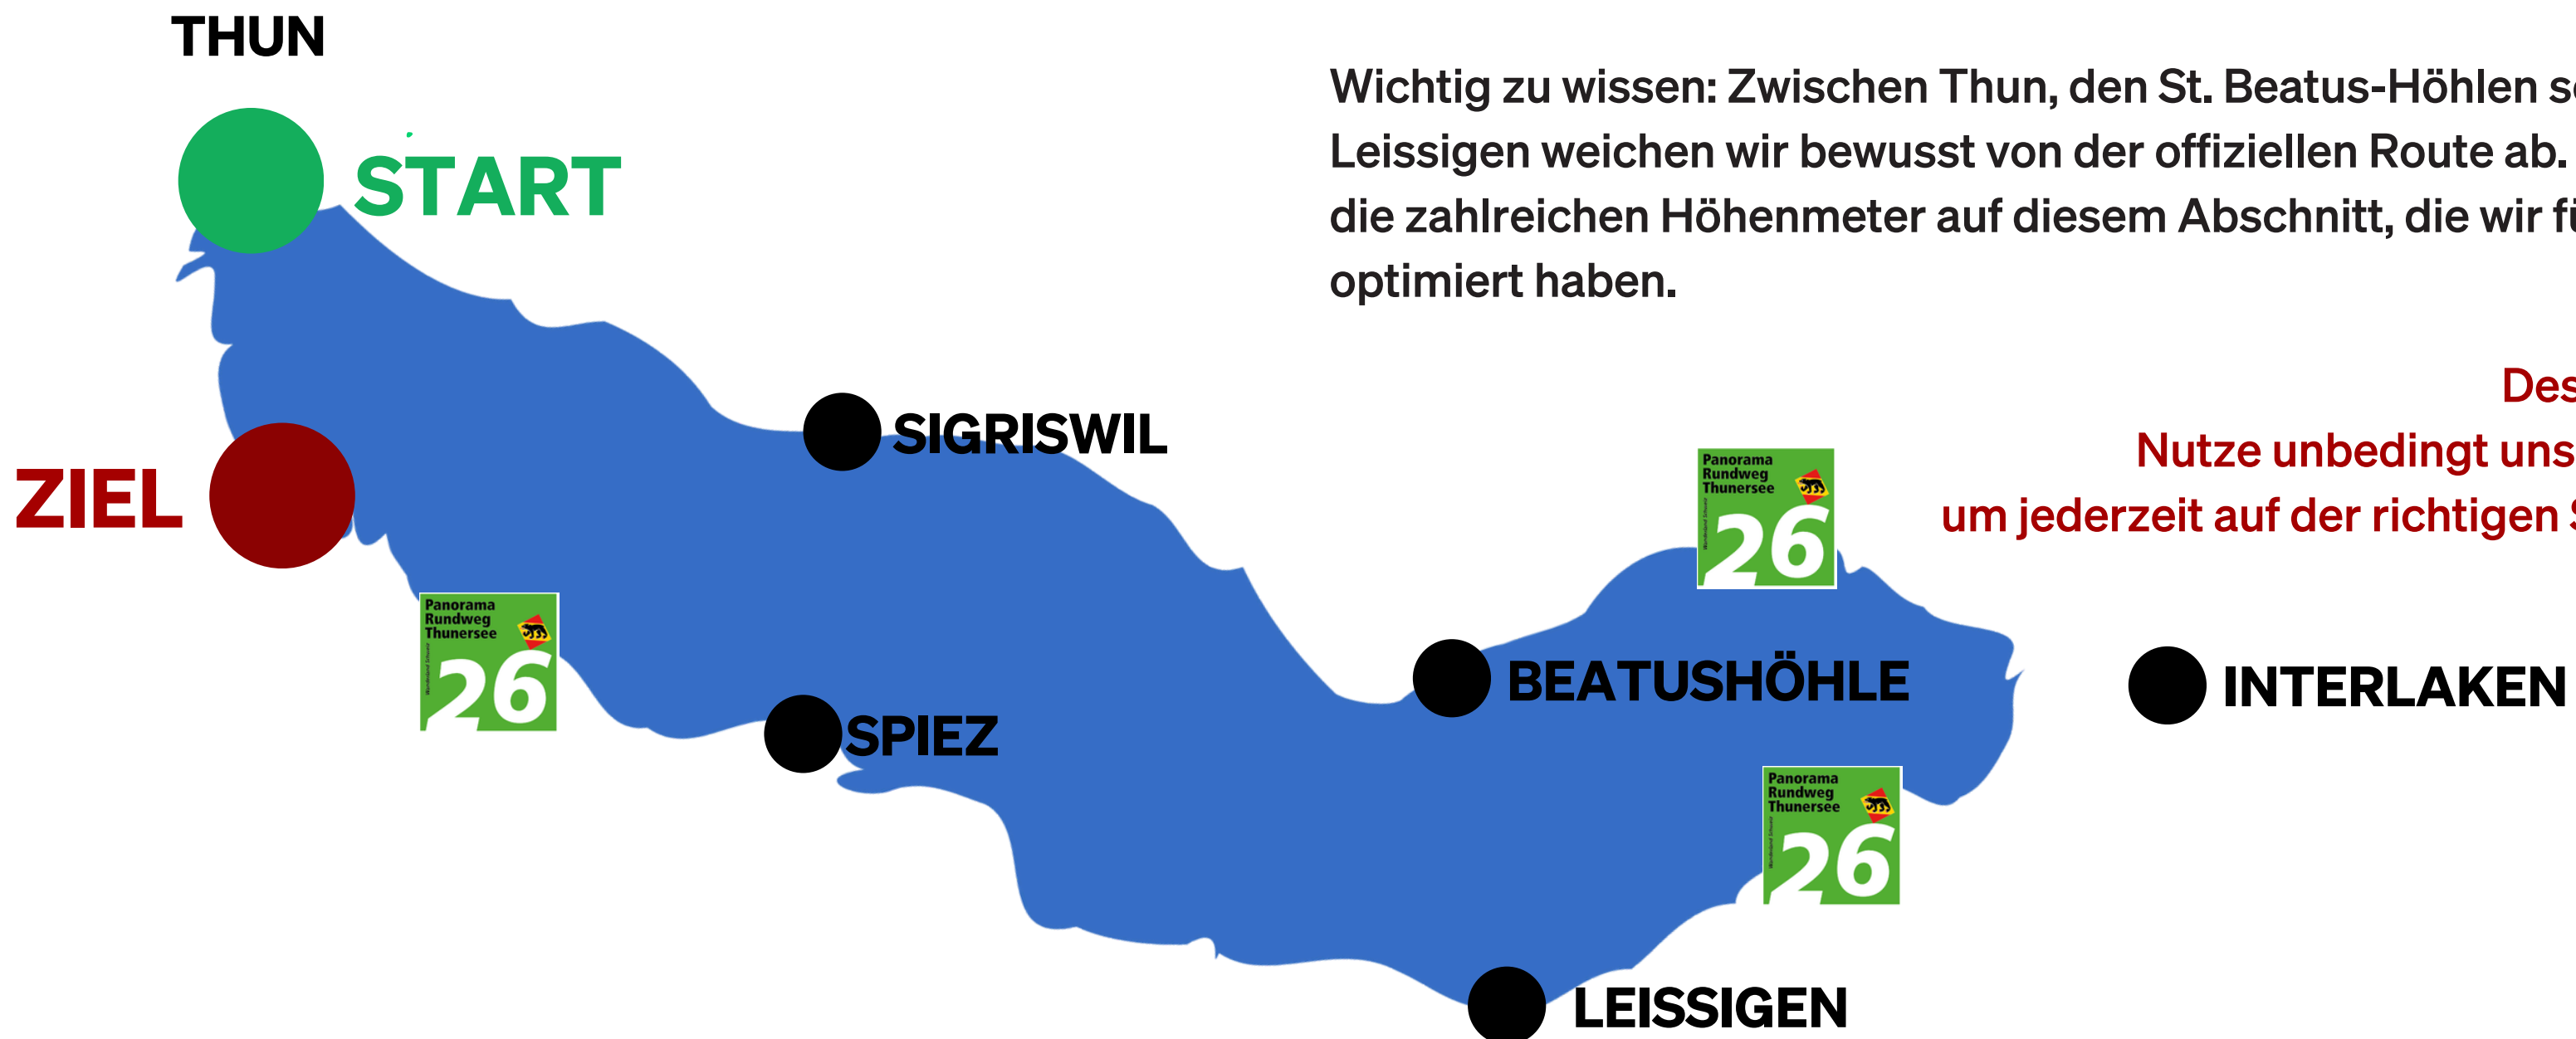 THUN
Wichtig zu wissen: Zwischen Thun, den St. Beatus-Höhlen
Leissigen weichen wir bewusst von der offiziellen Route ab.
die zahlreichen Höhenmeter auf diesem Abschnitt, die wir
optimiert haben.
START
Nutze unbedingt
um jederzeit auf der richtigen
SIGRISWIL
ZIEL
Panorama
Rundweg
Thunersee
26
Panorama
Rundweg
Thunersee
26
BEATUSHÖHLE
INTERLAKEN
SPIEZ
Panorama
Rundweg
Thunersee
26
LEISSIGEN